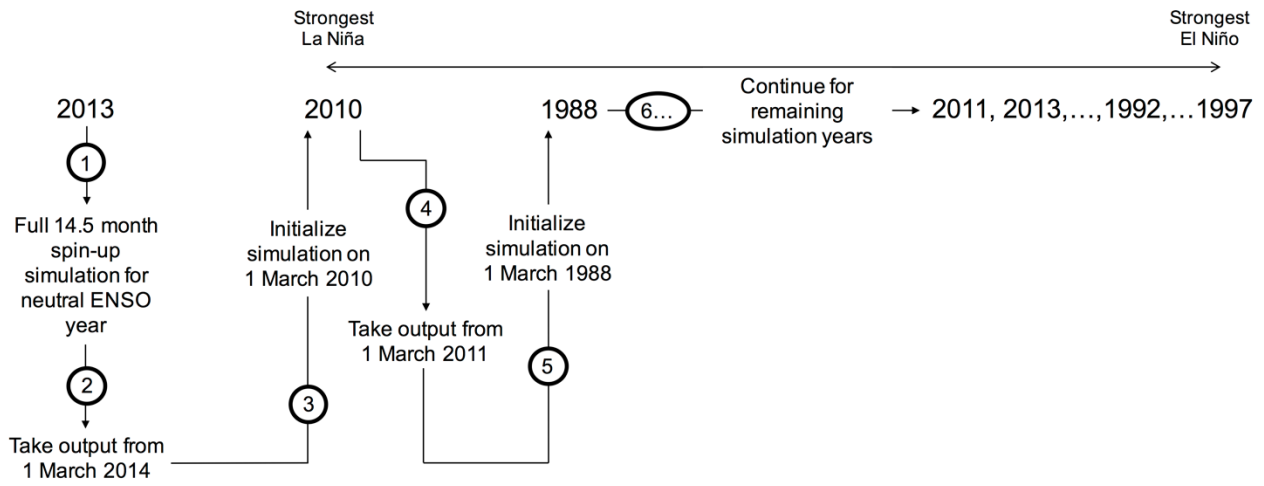 Strongest
La Niña
Strongest
El Niño
2013
2010
1988
6...
Continue for
remaining
simulation years
2011, 2013,...,1992,...1997
1
Full 14.5 month
spin-up
simulation for
neutral ENSO
year
2
Take output from
1 March 2014
3
Initialize
simulation on
1 March 2010
4
Take output from
1 March 2011
5
Initialize
simulation on
1 March 1988